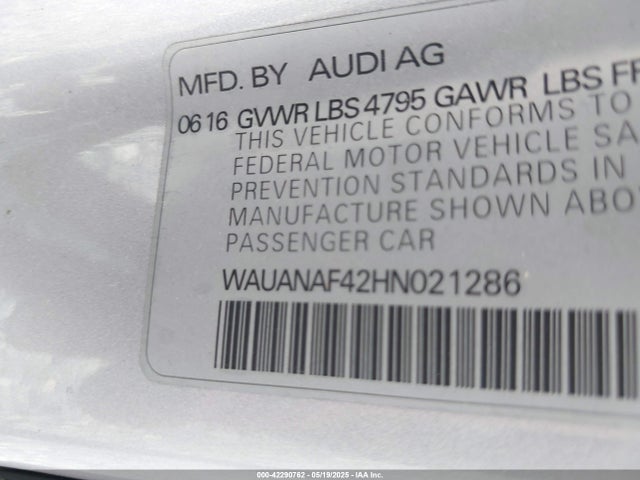 MFD. BY AUDI AG
06 16 GVWR LBS 4795 GAWR LBS
THIS VEHICLE CONFORMS TO
FEDERAL MOTOR VEHICLE
PREVENTION STANDARDS IN
MANUFACTURE SHOWN
PASSENGER CAR
WAUANAF42HN021286
000-42290762 - 05/19/2025 - IAA Inc.